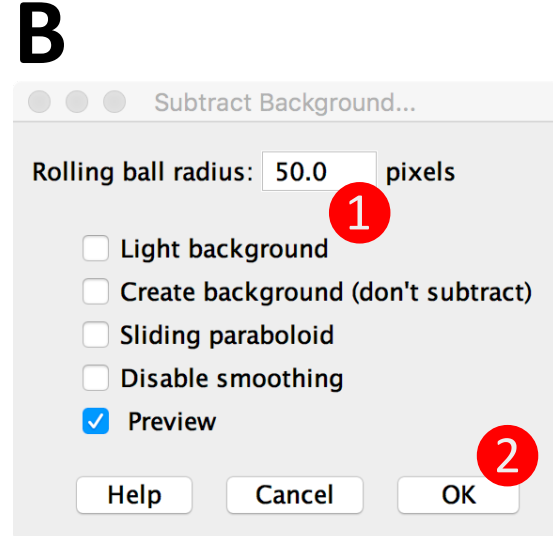 B
Subtract Background...
Rolling ball radius: 50.0 pixels
1
Light background
Create background (don't subtract)
Sliding paraboloid
Disable smoothing
Preview
2
Help Cancel OK